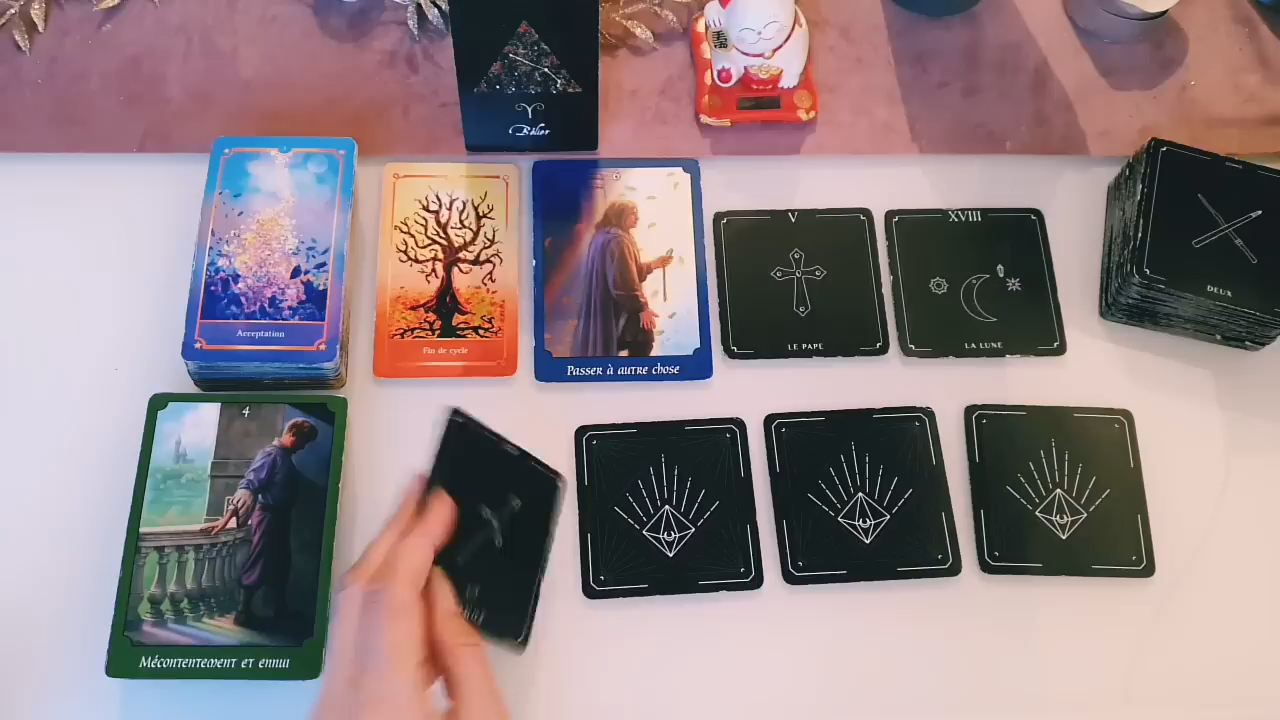 Bélier
V
XVIII
Acceptation
Fin de cycle
Passer à autre chose
LE PAPE
LA LUNE
DEUX
4
Mécontentement et ennui